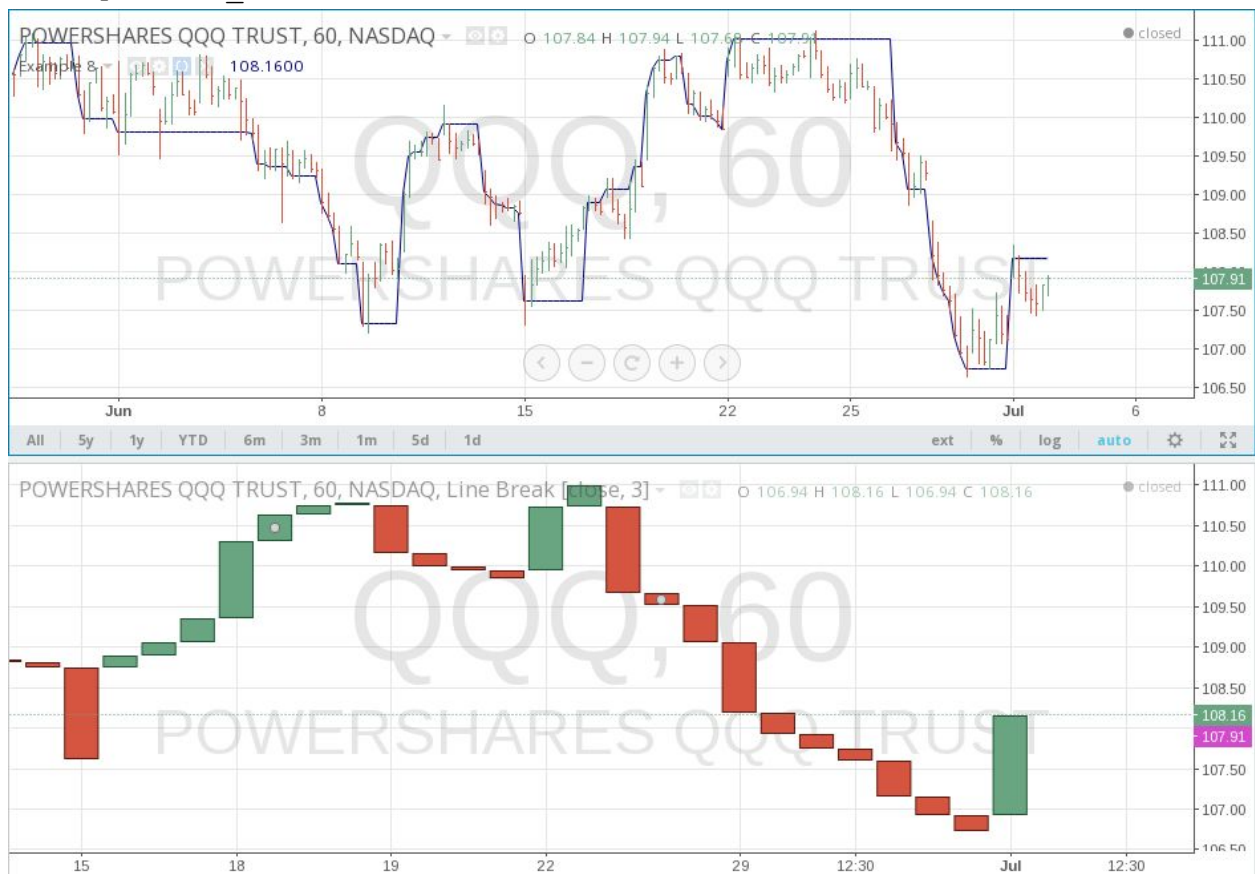 POWERSHARES QQQ TRUST, 60, NASDAQ O 107.84 H 107.94 L C 107.91 closed
Example 8 108.1600
QQQ, 60
POWERSHARES QQQ TRUST
111.00
110.50
110.00
109.50
109.00
108.50
107.91
107.50
107.00
106.50
Jun 8 15 22 25 Jul 6
All 5y 1y YTD 6m 3m 1m 5d 1d ext % log auto
POWERSHARES QQQ TRUST, 60, NASDAQ, Line Break [close, 3] O 106.94 H 108.16 L 106.94 C 108.16 closed
QQQ, 60
POWERSHARES QQQ TRUST
111.00
110.50
110.00
109.50
109.00
108.50
108.16
107.91
107.50
107.00
106.50
15 18 19 22 29 12:30 Jul 12:30